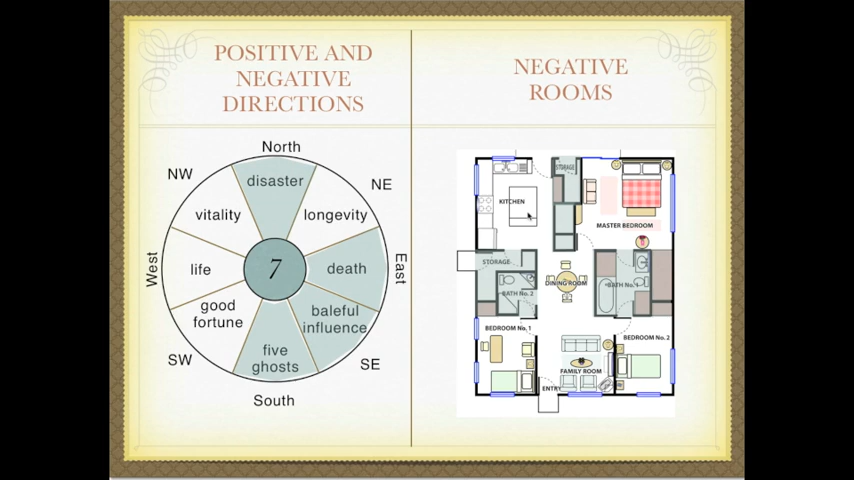 POSITIVE AND
NEGATIVE
DIRECTIONS
North
NW
NE
West
East
SW
SE
South
disaster
vitality
longevity
life
7
death
good
fortune
baleful
influence
five
ghosts
NEGATIVE
ROOMS
STORAGE
KITCHEN
MASTER BEDROOM
STORAGE
DINING ROOM
BATH No. 1
BATH No. 2
BEDROOM No. 1
BEDROOM No. 2
FAMILY ROOM
ENTRY